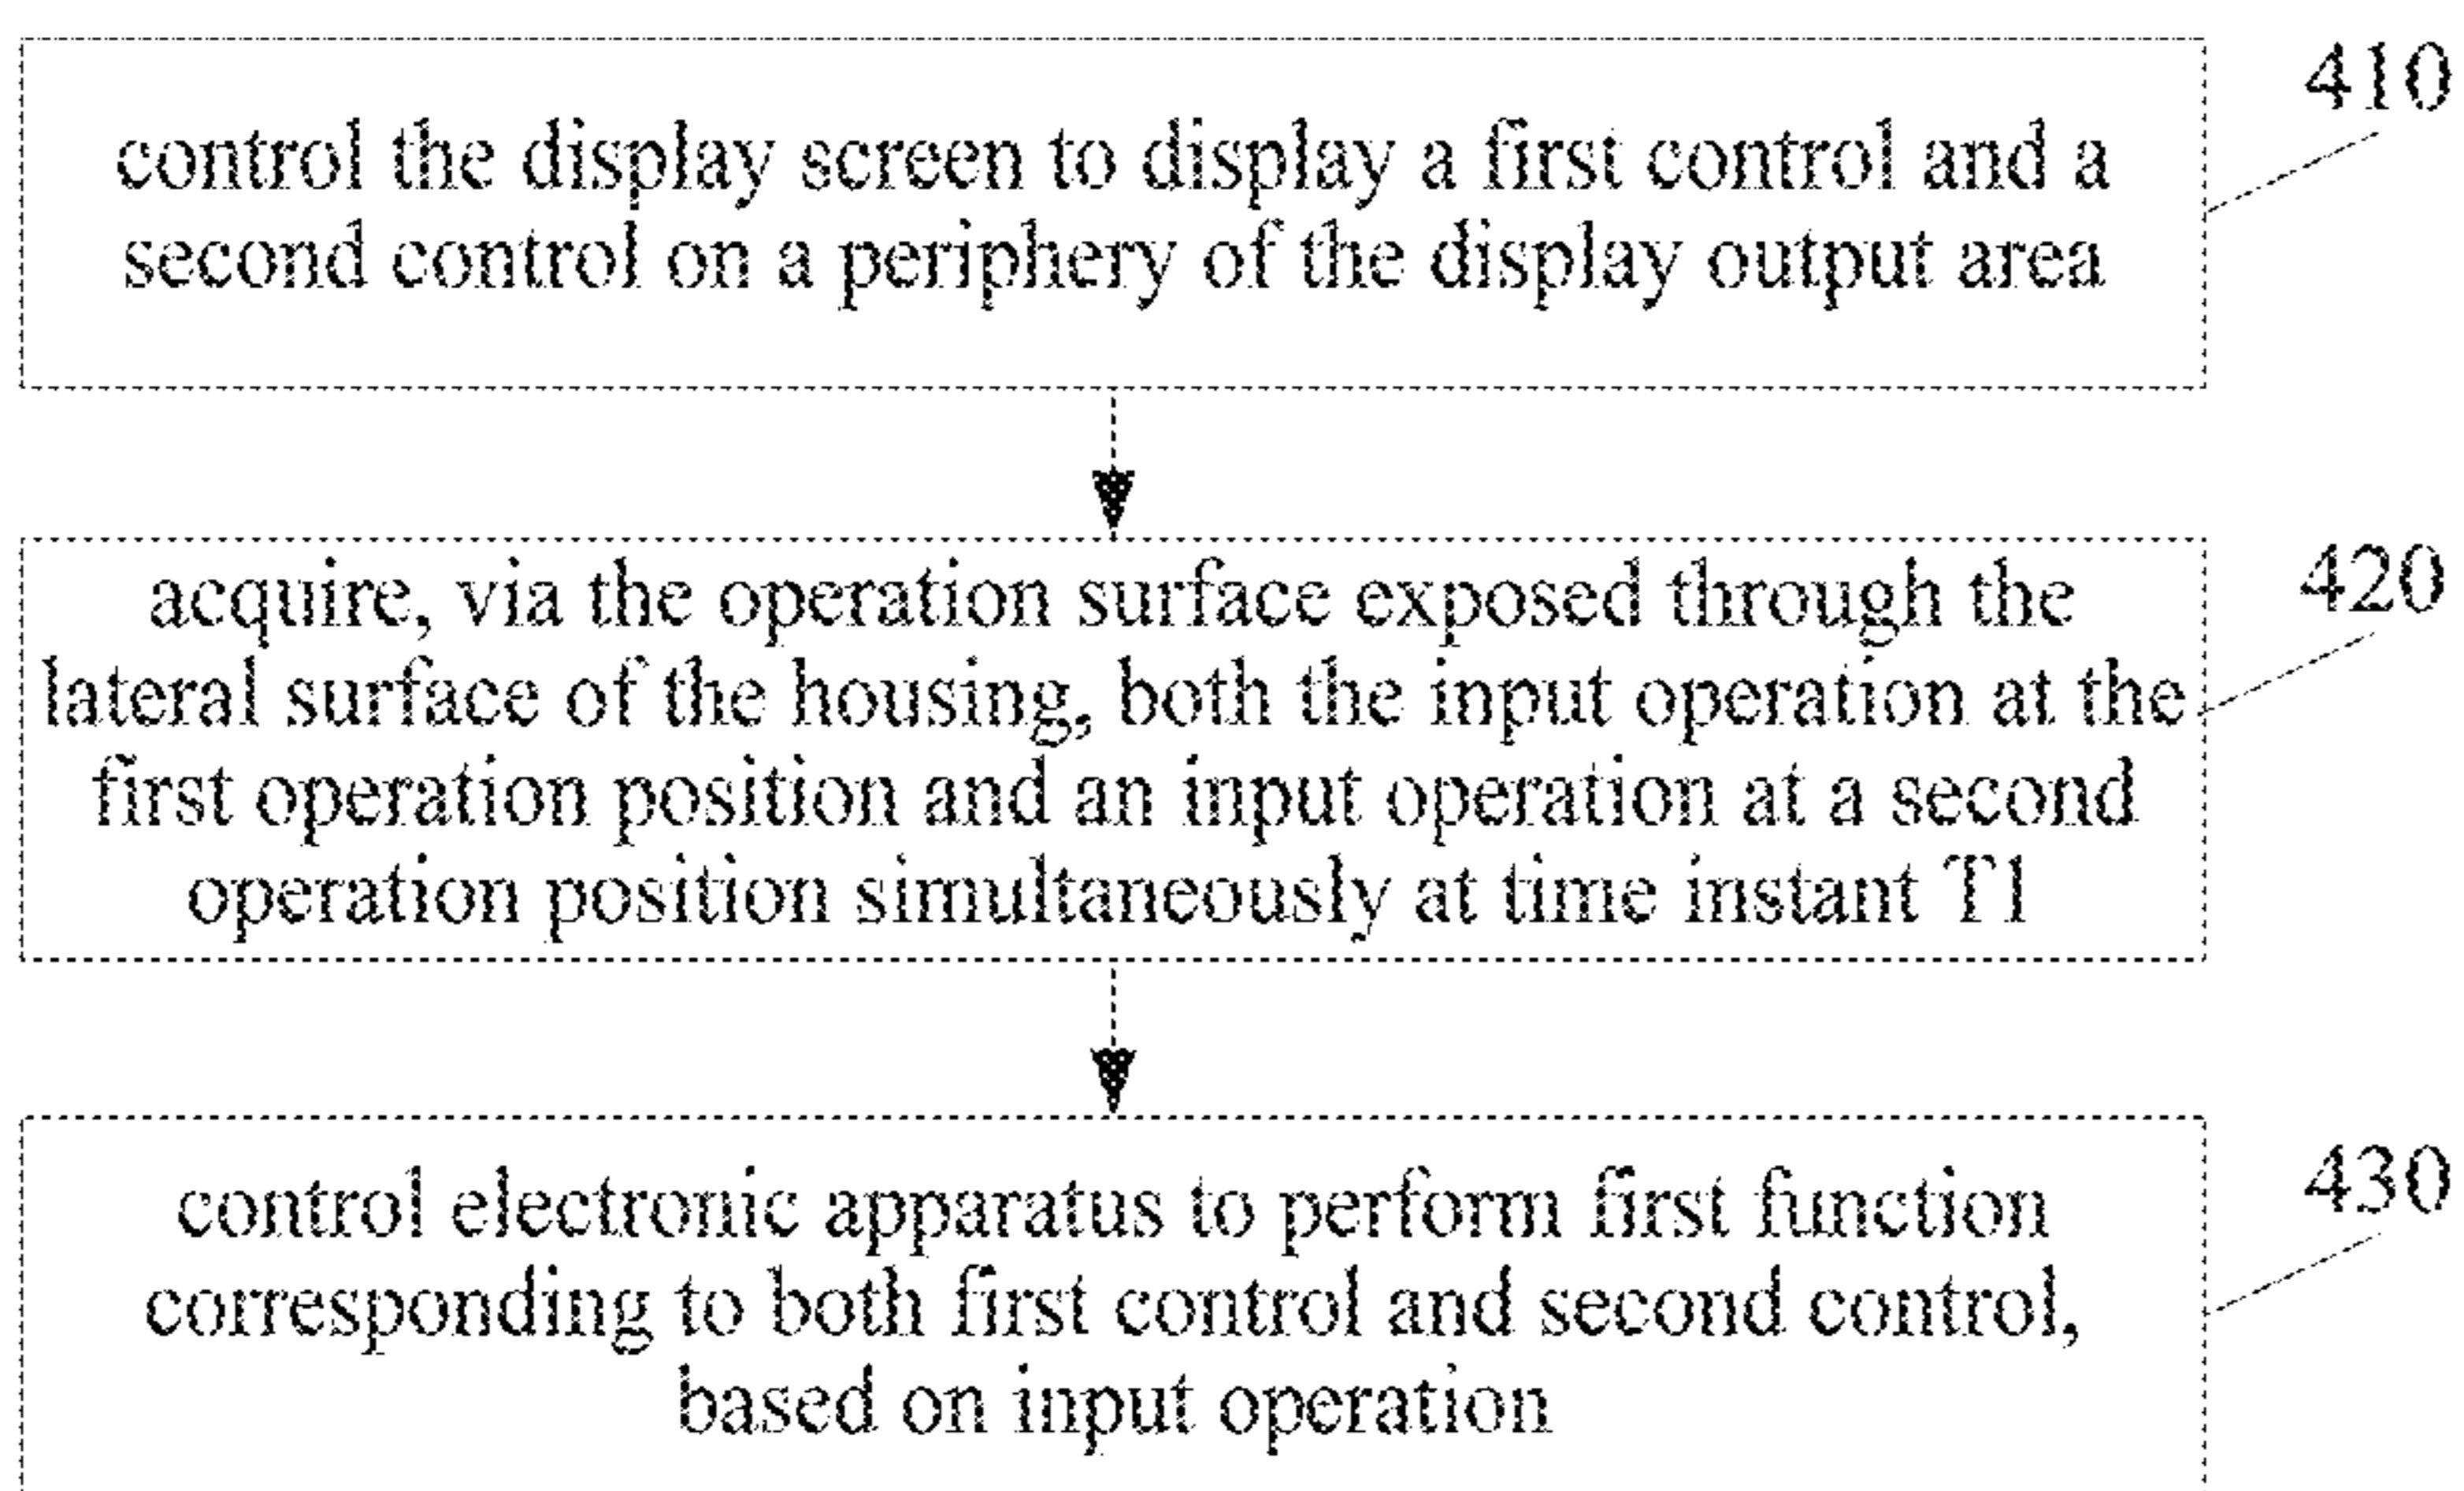 410
control the display screen to display a first control and a
second control on a periphery of the display output area
420
acquire, via the operation surface exposed through the
lateral surface of the housing, both the input operation at the
first operation position and an input operation at a second
operation position simultaneously at time instant T1
430
control electronic apparatus to perform first function
corresponding to both first control and second control,
based on input operation